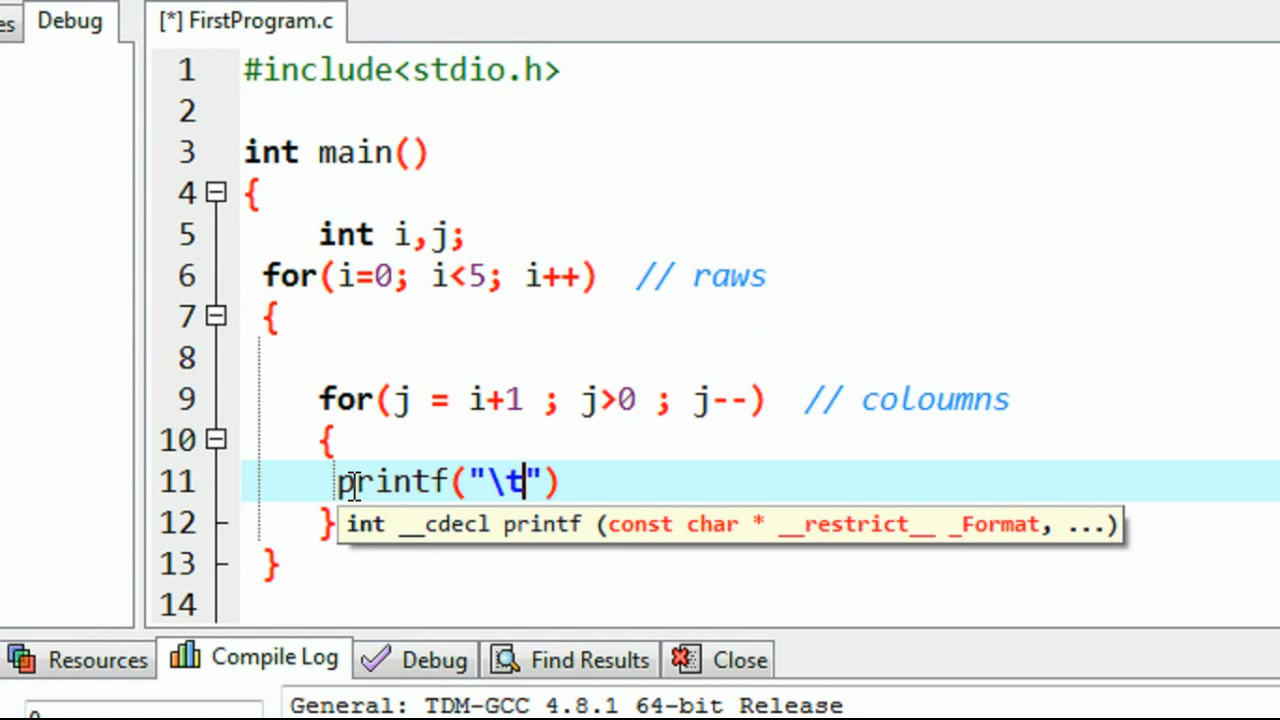 es Debug [*] FirstProgram.c
1 #include<stdio.h>
2
3 int main()
4 {
5 int i,j;
6 for(i=0; i<5; i++) // raws
7 {
8
9 for(j = i+1 ; j>0 ; j--) // coloumns
10 {
11 printf("\t")
12 } int __cdecl printf (const char * __restrict__ _Format, ...)
13 }
14
Resources Compile Log Debug Find Results Close
General: TDM-GCC 4.8.1 64-bit Release